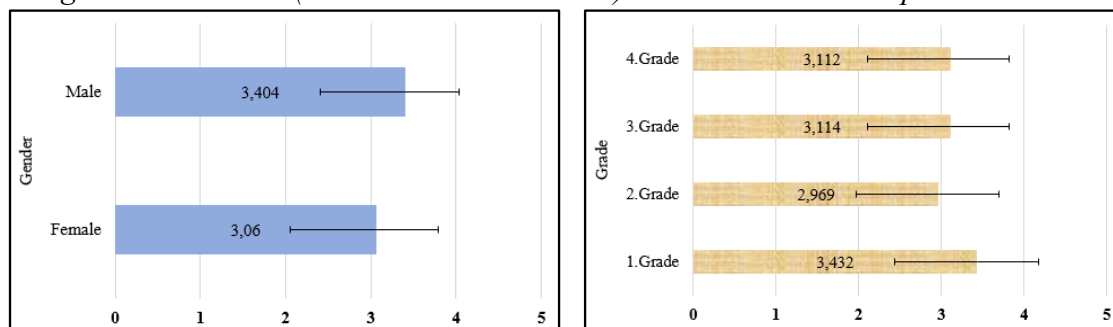 Gender
Male
3,404
Female
3,06
0 1 2 3 4 5
Grade
4.Grade
3,112
3.Grade
3,114
2.Grade
2,969
1.Grade
3,432
0 1 2 3 4 5